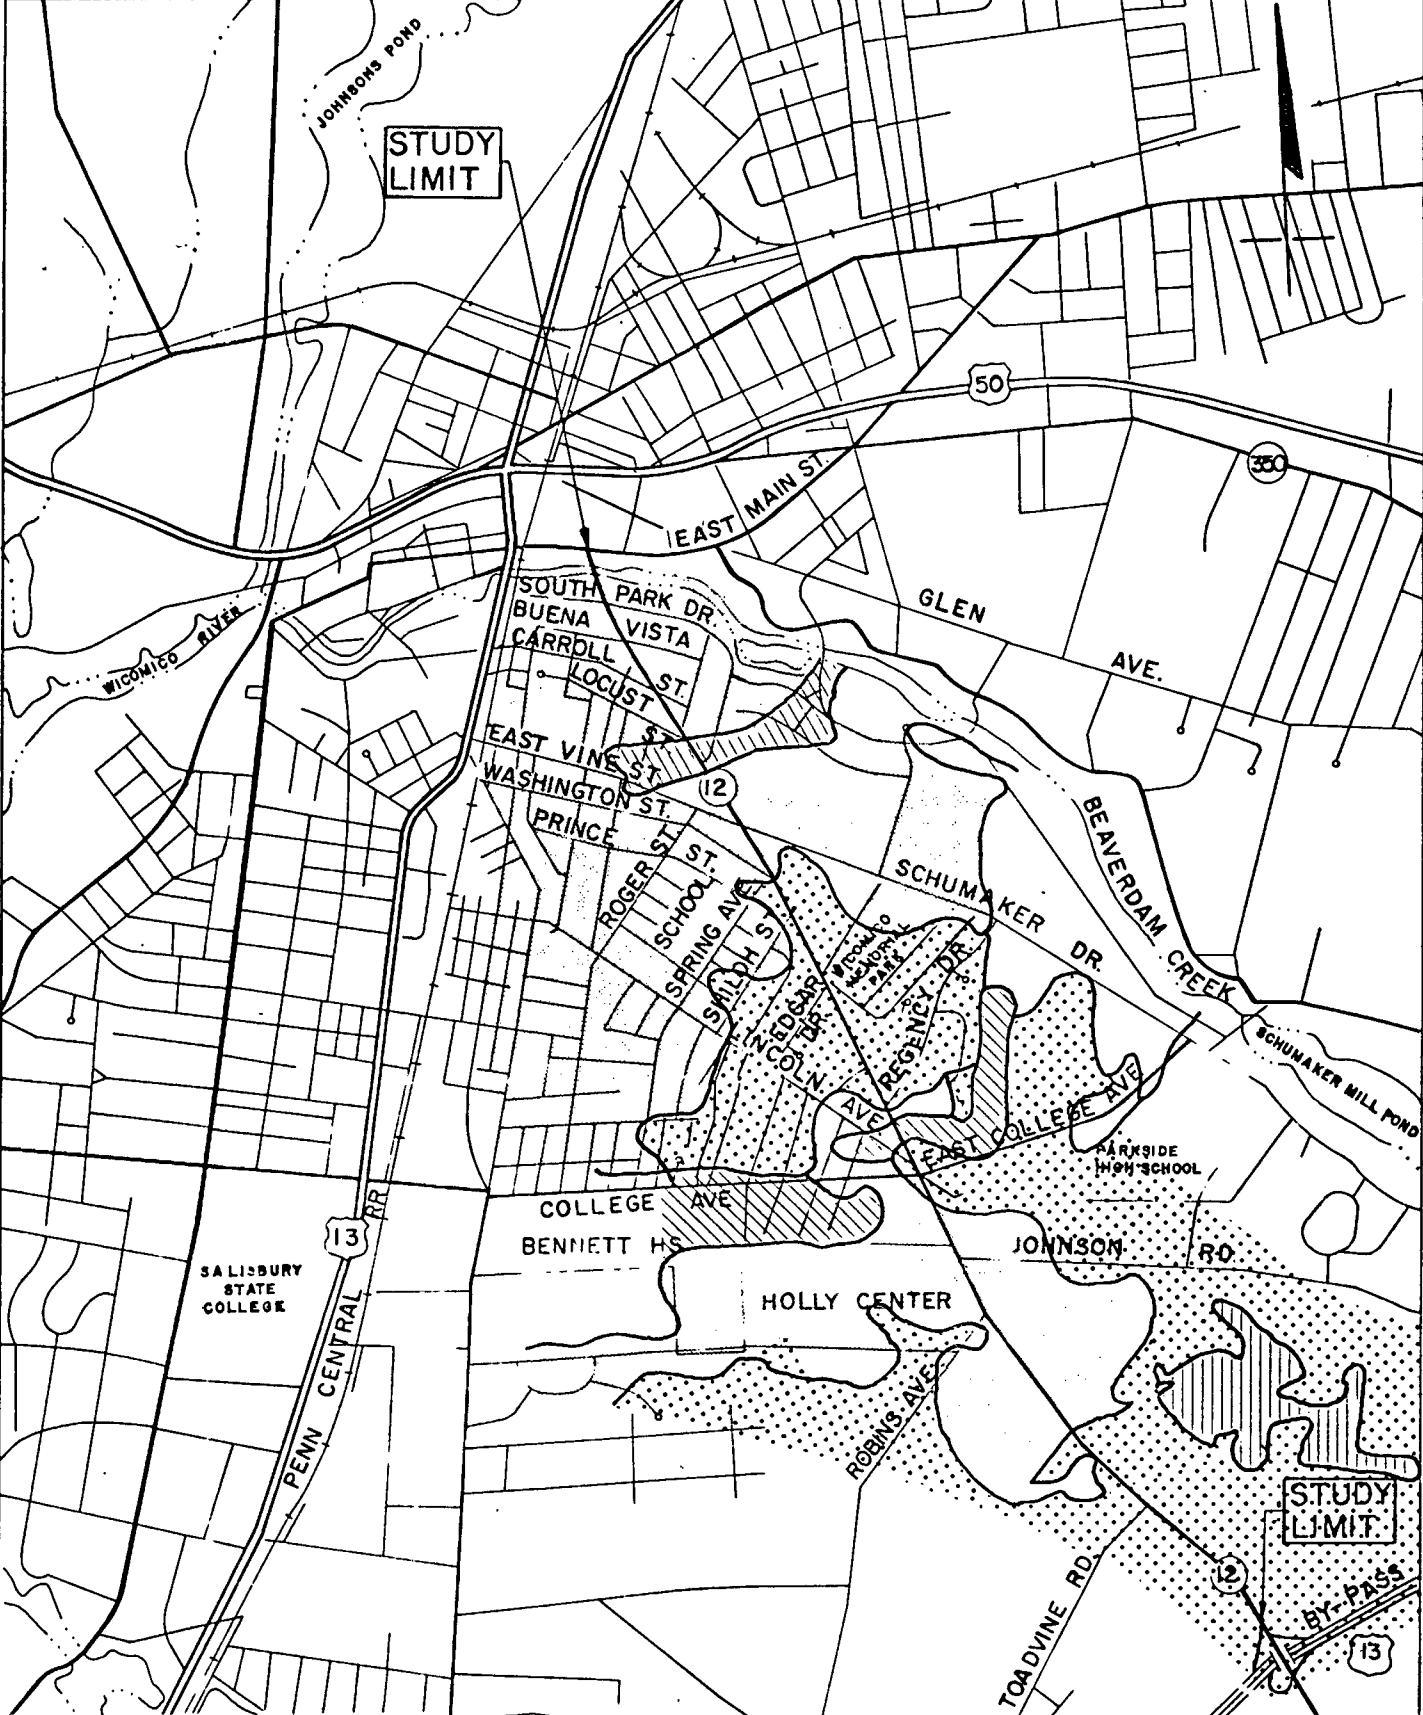 JOHNSONS POND
STUDY
LIMIT
50
350
EAST MAIN ST.
GLEN
AVE.
SOUTH PARK DR.
BUENA VISTA
CARROLL ST.
LOCUST ST.
WICOMICO RIVER
EAST VINE ST.
WASHINGTON ST.
12
PRINCE ST.
ROGER ST.
SCHOOL
SPRING AVE
SHILOH ST
SCHUMAKER DR.
BEAVERDAM CREEK
WICOMICO
MEMORIAL
PARK
EDGAR DR.
REGENCY DR.
LINCOLN AVE
SCHUMAKER MILL POND
EAST COLLEGE AVE
PARKSIDE
HIGH SCHOOL
COLLEGE AVE
BENNETT HS
JOHNSON RD
13
SALISBURY
STATE
COLLEGE
HOLLY CENTER
PENN CENTRAL RR
ROBINS AVE
STUDY
LIMIT
12
BY-PASS
13
TOADVINE RD.